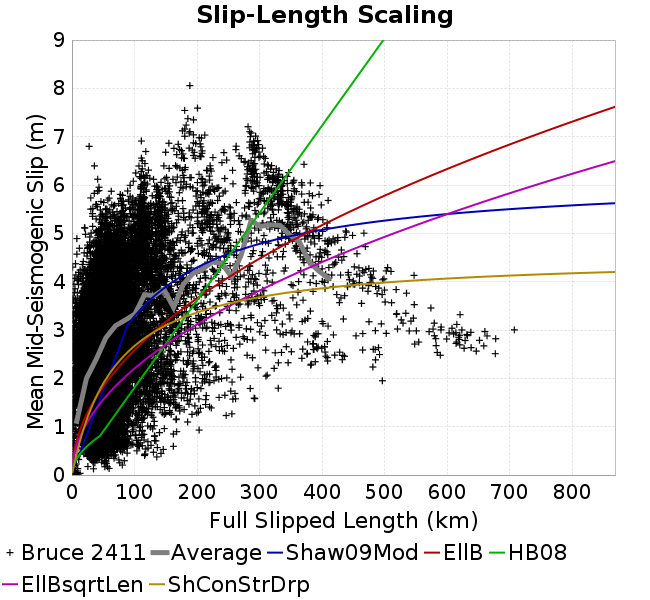 Slip-Length Scaling
Mean Mid-Seismogenic Slip (m)
9
8
7
6
5
4
3
2
1
0
0 100 200 300 400 500 600 700 800
Full Slipped Length (km)
Bruce 2411 Average Shaw09Mod EllB HB08
EllBsqrtLen ShConStrDrp